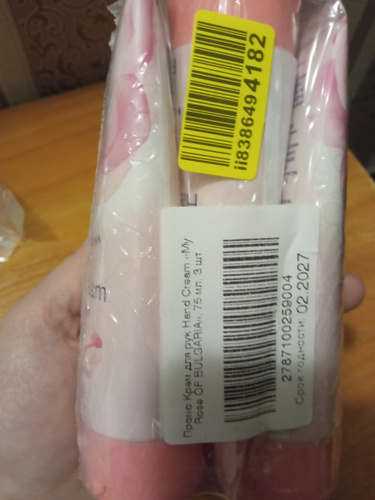 ii8386494182
Промо Крем для рук Hand Cream «My
Rose OF BULGARIA», 75 мл. 3 шт
2787100259004
Срок годности: 02.2027